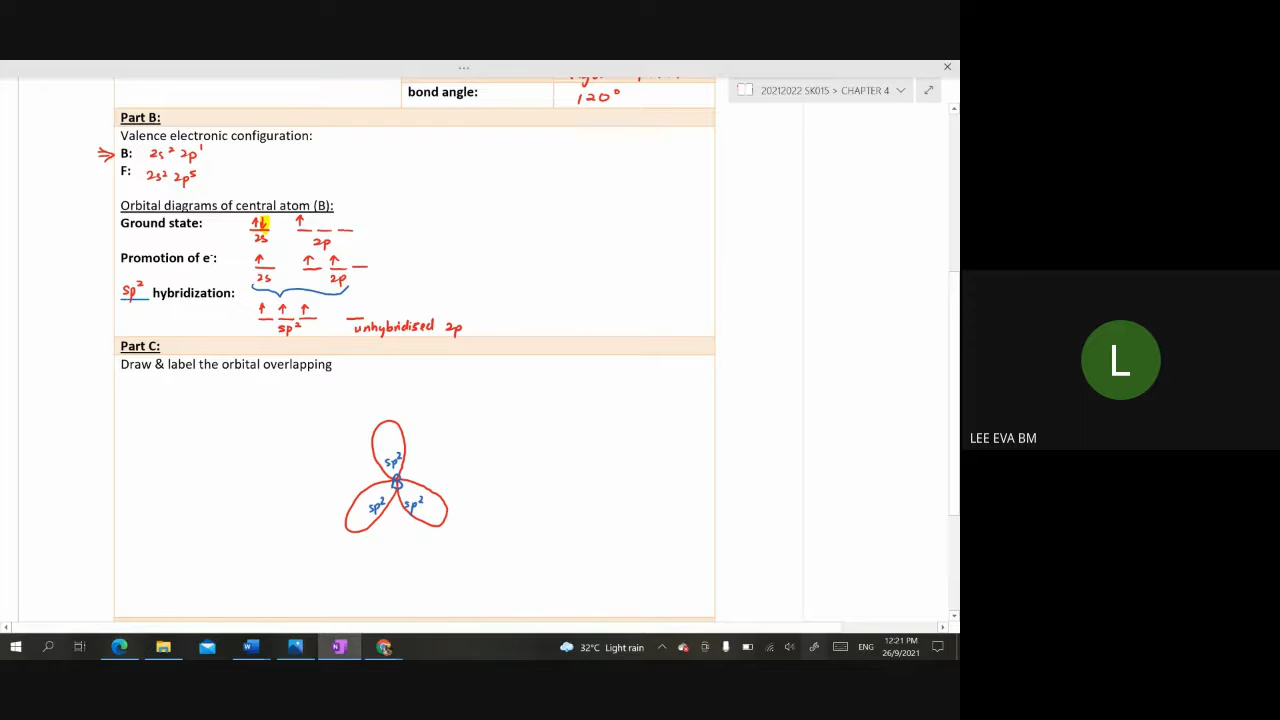 bond angle: 120°
20212022 SK015 > CHAPTER 4
Part B:
Valence electronic configuration:
B: 2s² 2p¹
F: 2s² 2p⁵
Orbital diagrams of central atom (B):
Ground state: ↑↓ ↑
2s 2p
Promotion of e⁻: ↑ ↑ ↑
2s 2p
sp² hybridization:
↑ ↑ ↑
sp² unhybridised 2p
Part C:
Draw & label the orbital overlapping
sp²
B
sp² sp²
L
LEE EVA BM
32°C Light rain
ENG
12:21 PM
26/9/2021